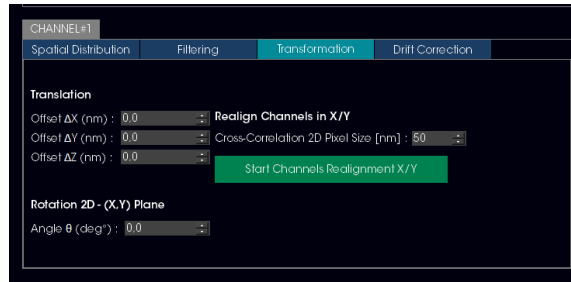 CHANNEL#1
Spatial Distribution Filtering Transformation Drift Correction
Translation
Offset ΔX (nm) : 0,0 Realign Channels in X/Y
Offset ΔY (nm) : 0,0 Cross-Correlation 2D Pixel Size [nm] : 50
Offset ΔZ (nm) : 0,0
Start Channels Realignment X/Y
Rotation 2D - (X,Y) Plane
Angle θ (deg°) : 0,0